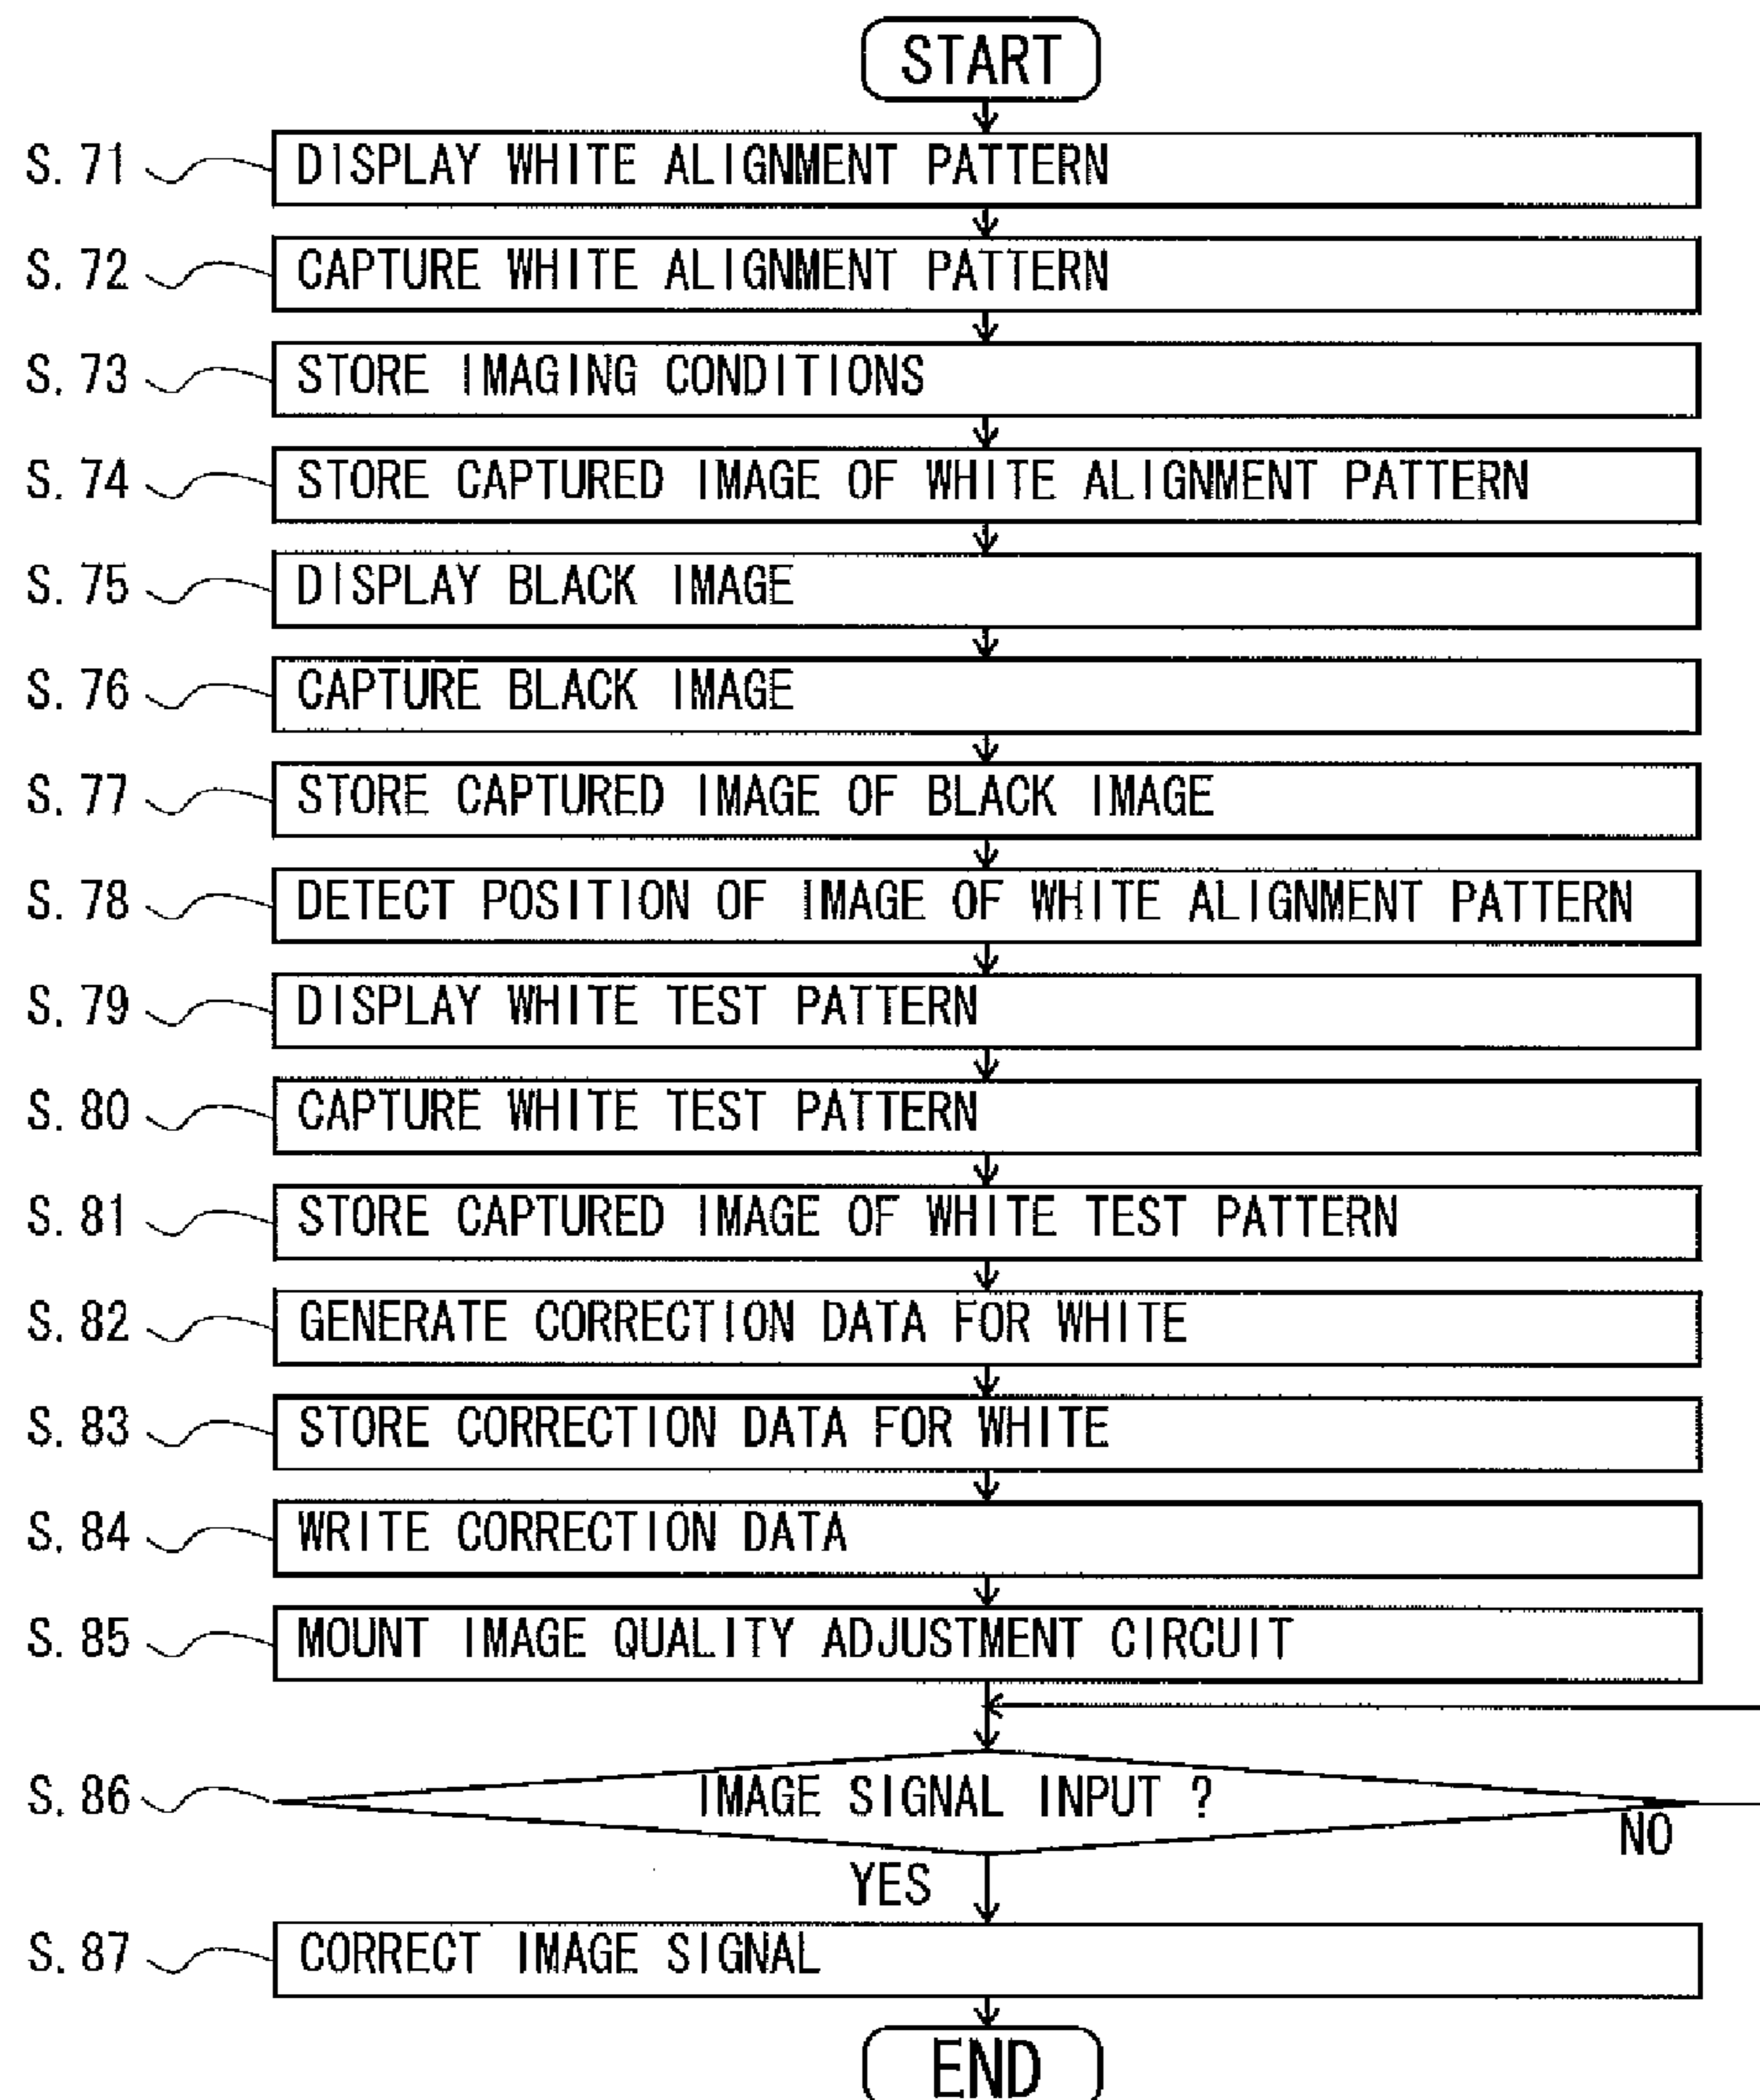 START
S.71 DISPLAY WHITE ALIGNMENT PATTERN
S.72 CAPTURE WHITE ALIGNMENT PATTERN
S.73 STORE IMAGING CONDITIONS
S.74 STORE CAPTURED IMAGE OF WHITE ALIGNMENT PATTERN
S.75 DISPLAY BLACK IMAGE
S.76 CAPTURE BLACK IMAGE
S.77 STORE CAPTURED IMAGE OF BLACK IMAGE
S.78 DETECT POSITION OF IMAGE OF WHITE ALIGNMENT PATTERN
S.79 DISPLAY WHITE TEST PATTERN
S.80 CAPTURE WHITE TEST PATTERN
S.81 STORE CAPTURED IMAGE OF WHITE TEST PATTERN
S.82 GENERATE CORRECTION DATA FOR WHITE
S.83 STORE CORRECTION DATA FOR WHITE
S.84 WRITE CORRECTION DATA
S.85 MOUNT IMAGE QUALITY ADJUSTMENT CIRCUIT
S.86 IMAGE SIGNAL INPUT ?
NO
YES
S.87 CORRECT IMAGE SIGNAL
END